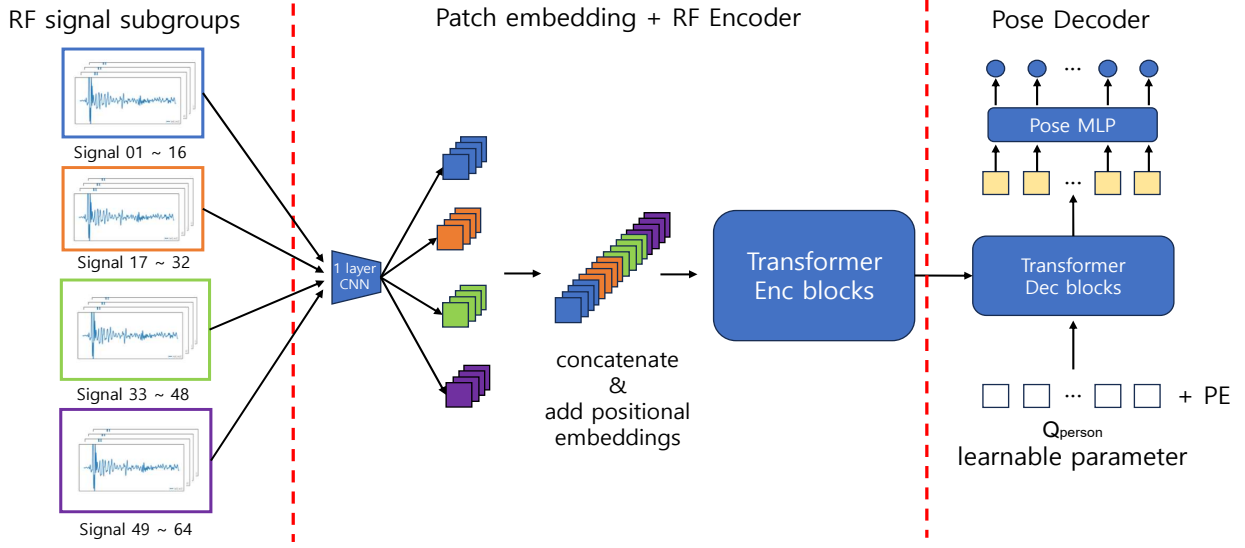 RF signal subgroups
Signal 01 ~ 16
Signal 17 ~ 32
Signal 33 ~ 48
Signal 49 ~ 64
Patch embedding + RF Encoder
1 layer
CNN
concatenate
&
add positional
embeddings
Transformer
Enc blocks
Pose Decoder
...
Pose MLP
...
Transformer
Dec blocks
... + PE
Qperson
learnable parameter